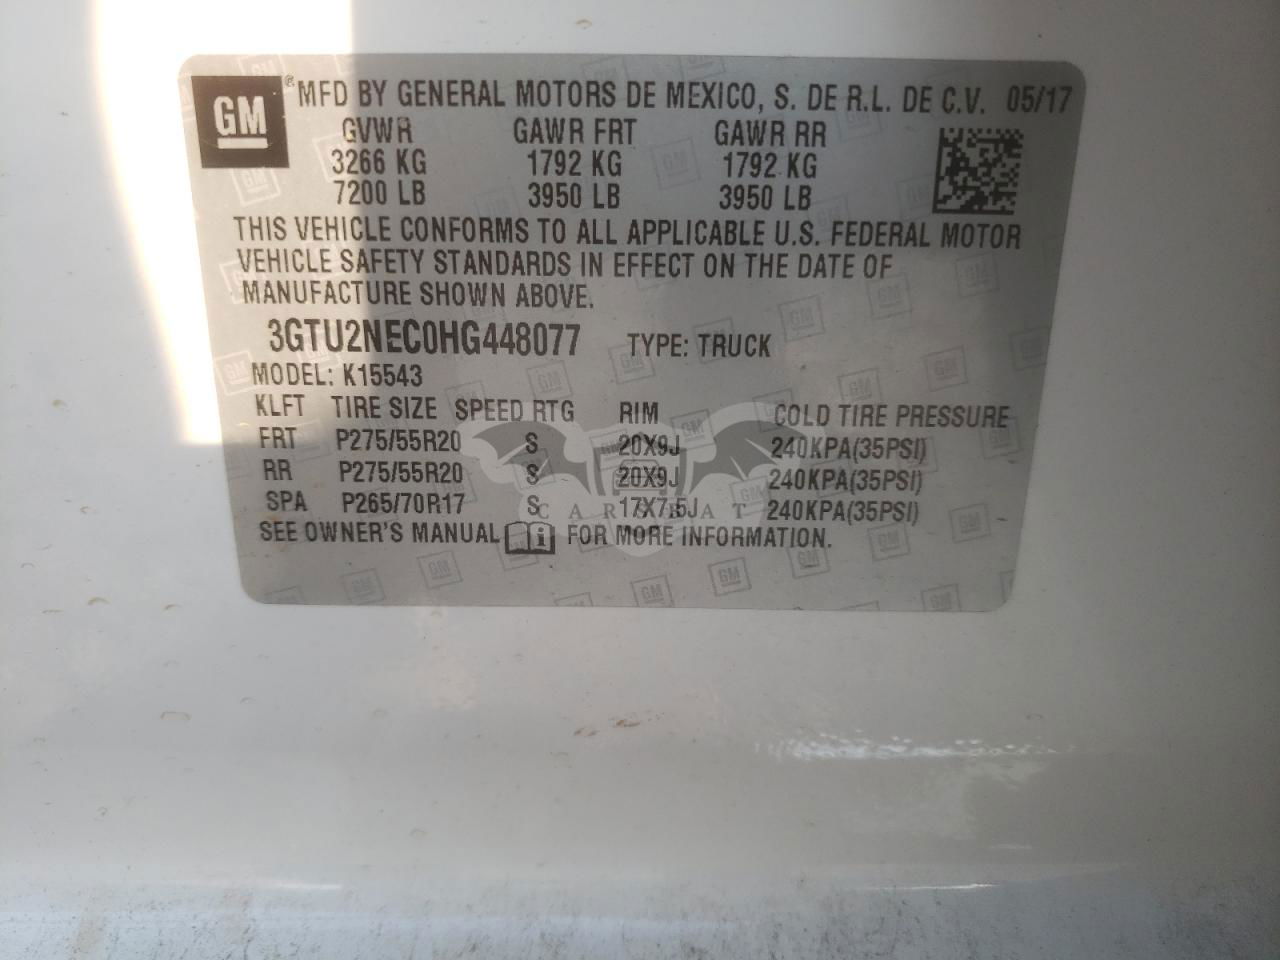 GM ® MFD BY GENERAL MOTORS DE MEXICO, S. DE R.L. DE C.V. 05/17
GVWR GAWR FRT GAWR RR
3266 KG 1792 KG 1792 KG
7200 LB 3950 LB 3950 LB
THIS VEHICLE CONFORMS TO ALL APPLICABLE U.S. FEDERAL MOTOR
VEHICLE SAFETY STANDARDS IN EFFECT ON THE DATE OF
MANUFACTURE SHOWN ABOVE.
3GTU2NEC0HG448077 TYPE: TRUCK
MODEL: K15543
KLFT TIRE SIZE SPEED RTG RIM COLD TIRE PRESSURE
FRT P275/55R20 S 20X9J 240KPA(35PSI)
RR P275/55R20 S 20X9J 240KPA(35PSI)
SPA P265/70R17 S 17X7.5J 240KPA(35PSI)
CARSBAT
SEE OWNER'S MANUAL i FOR MORE INFORMATION.